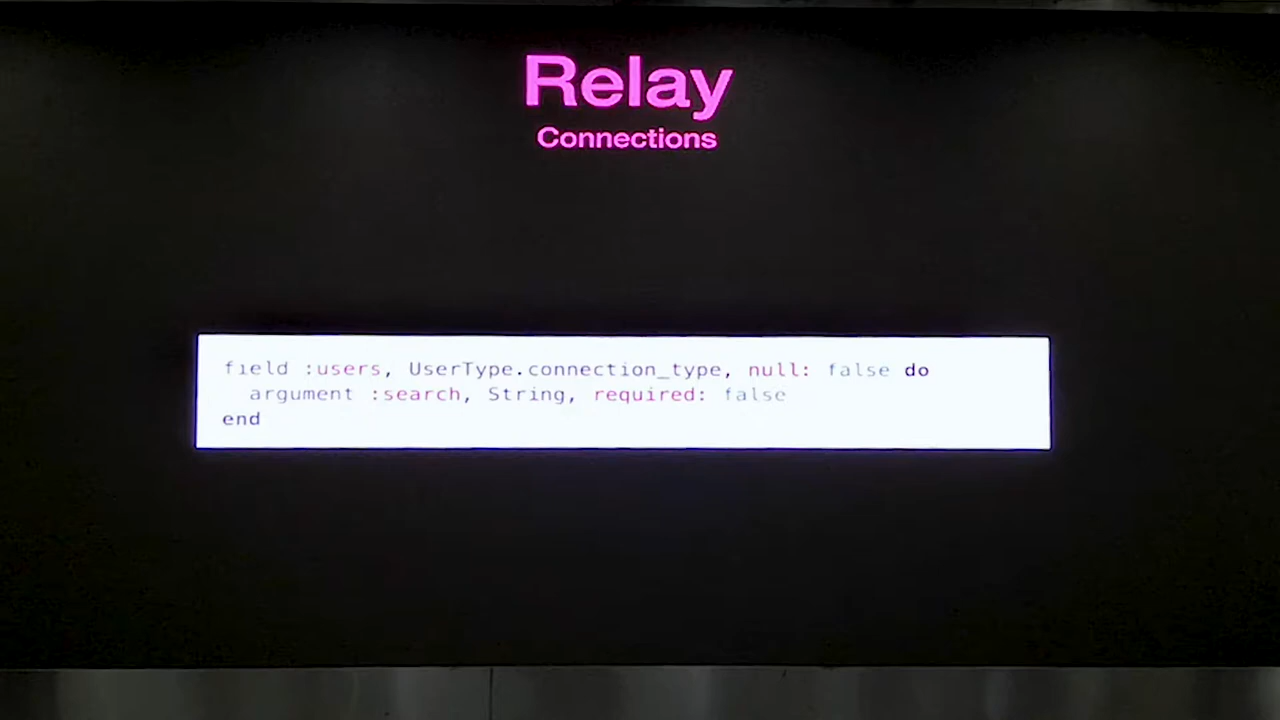 Relay
Connections
field :users, UserType.connection_type, null: false do
  argument :search, String, required: false
end